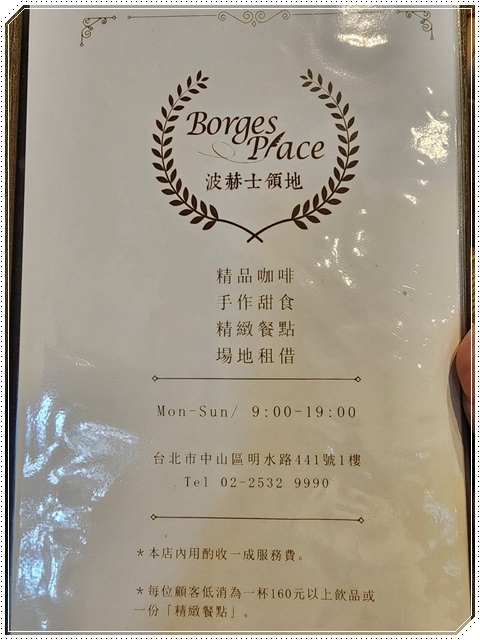 Borges
Place
波赫士領地
精品咖啡
手作甜食
精緻餐點
場地租借
Mon-Sun/ 9:00-19:00
台北市中山區明水路441號1樓
Tel 02-2532 9990
＊本店內用酌收一成服務費。
＊每位顧客低消為一杯160元以上飲品或
一份「精緻餐點」。